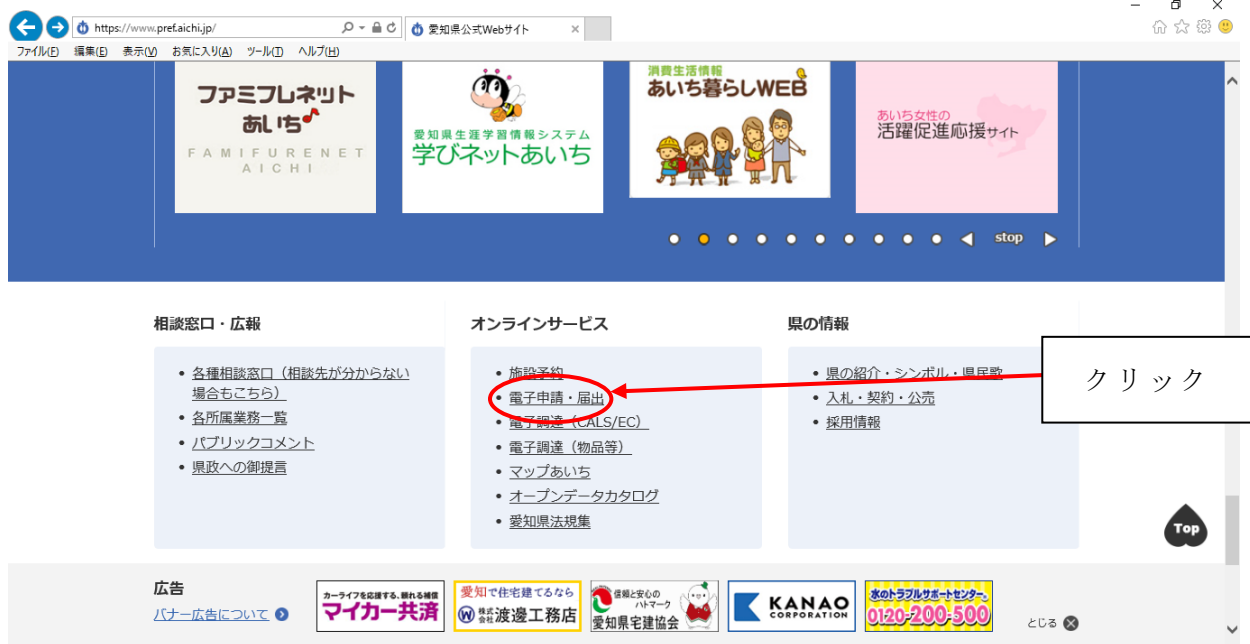 https://www.pref.aichi.jp/
愛知県公式Webサイト
ファイル(F) 編集(E) 表示(V) お気に入り(A) ツール(T) ヘルプ(H)
ファミフレネット
あいち
FAMIFURENET
AICHI
愛知県生涯学習情報システム
学びネットあいち
消費生活情報
あいち暮らしWEB
あいち女性の
活躍促進応援サイト
stop
相談窓口・広報
各種相談窓口（相談先が分からない
場合もこちら）
各所属業務一覧
パブリックコメント
県政への御提言
オンラインサービス
施設予約
電子申請・届出
電子調達（CALS/EC）
電子調達（物品等）
マップあいち
オープンデータカタログ
愛知県法規集
県の情報
県の紹介・シンボル・県民歌
入札・契約・公売
採用情報
クリック
Top
広告
バナー広告について
カーライフを応援する、頼れる補償
マイカー共済
愛知で住宅建てるなら
株式会社渡邊工務店
信頼と安心の
ハトマーク
愛知県宅建協会
KANAO
CORPORATION
水のトラブルサポートセンター
0120-200-500
とじる